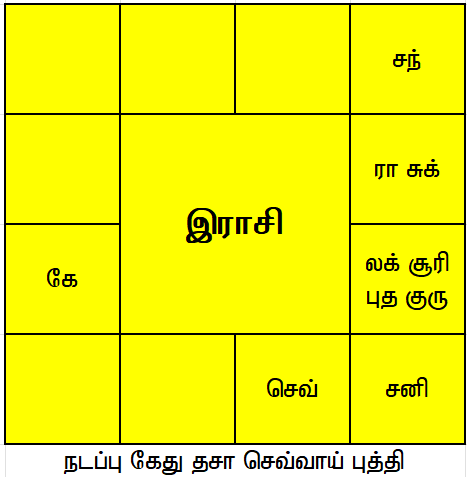 சந்
ரா சுக்
இராசி
கே
லக் சூரி
புத குரு
செவ்
சனி
நடப்பு கேது தசா செவ்வாய் புத்தி